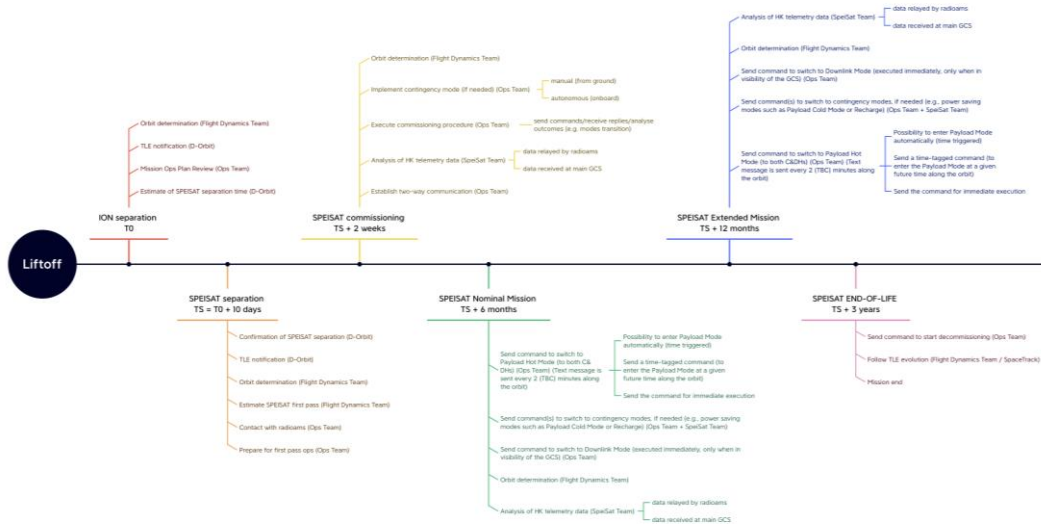 Liftoff
Orbit determination (Flight Dynamics Team)
TLE notification (D-Orbit)
Mission Ops Plan Review (Ops Team)
Estimate of SPEISAT separation time (D-Orbit)
ION separation
T0
SPEISAT separation
TS = T0 + 10 days
Confirmation of SPEISAT separation (D-Orbit)
TLE notification (D-Orbit)
Orbit determination (Flight Dynamics Team)
Estimate SPEISAT first pass (Flight Dynamics Team)
Contact with radioams (Ops Team)
Prepare for first pass ops (Ops Team)
Orbit determination (Flight Dynamics Team)
Implement contingency mode (if needed) (Ops Team)
manual (from ground)
autonomous (onboard)
Execute commissioning procedure (Ops Team)
send commands/receive replies/analyse
outcomes (e.g. modes transition)
Analysis of HK telemetry data (SpeiSat Team)
data relayed by radioams
data received at main GCS
Establish two-way communication (Ops Team)
SPEISAT commissioning
TS + 2 weeks
SPEISAT Nominal Mission
TS + 6 months
Send command to switch to
Payload Hot Mode (to both C&
DHs) (Ops Team) (Text message is
sent every 2 (TBC) minutes along
the orbit)
Possibility to enter Payload Mode
automatically (time triggered)
Send a time-tagged command (to
enter the Payload Mode at a given
future time along the orbit)
Send the command for immediate execution
Send command(s) to switch to contingency modes, if needed (e.g., power saving
modes such as Payload Cold Mode or Recharge) (Ops Team + SpeiSat Team)
Send command to switch to Downlink Mode (executed immediately, only when in
visibility of the GCS) (Ops Team)
Orbit determination (Flight Dynamics Team)
Analysis of HK telemetry data (SpeiSat Team)
data relayed by radioams
data received at main GCS
Analysis of HK telemetry data (SpeiSat Team)
data relayed by radioams
data received at main GCS
Orbit determination (Flight Dynamics Team)
Send command to switch to Downlink Mode (executed immediately, only when in
visibility of the GCS) (Ops Team)
Send command(s) to switch to contingency modes, if needed (e.g., power saving
modes such as Payload Cold Mode or Recharge) (Ops Team + SpeiSat Team)
Send command to switch to Payload Hot
Mode (to both C&DHs) (Ops Team) (Text
message is sent every 2 (TBC) minutes along
the orbit)
Possibility to enter Payload Mode
automatically (time triggered)
Send a time-tagged command (to
enter the Payload Mode at a given
future time along the orbit)
Send the command for immediate execution
SPEISAT Extended Mission
TS + 12 months
SPEISAT END-OF-LIFE
TS + 3 years
Send command to start decommissioning (Ops Team)
Follow TLE evolution (Flight Dynamics Team / SpaceTrack)
Mission end